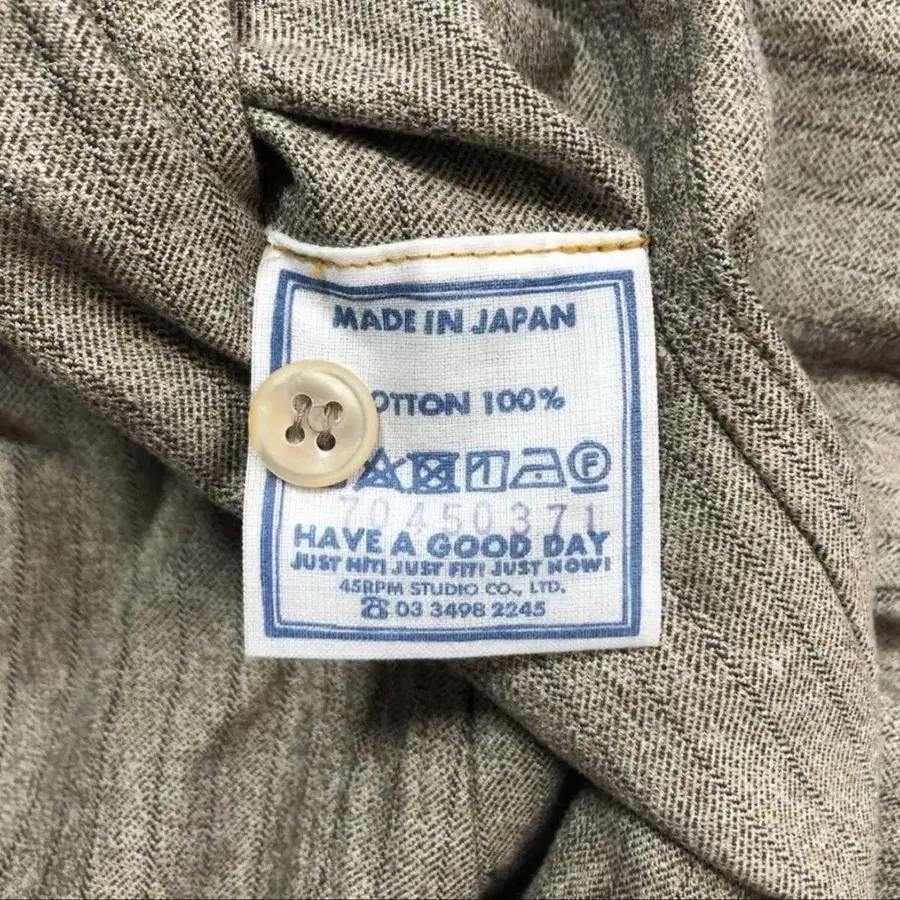 MADE IN JAPAN
OTTON 100%
F
70450371
HAVE A GOOD DAY
JUST HIT! JUST FIT! JUST NOW!
45RPM STUDIO CO., LTD.
☎ 03 3498 2245